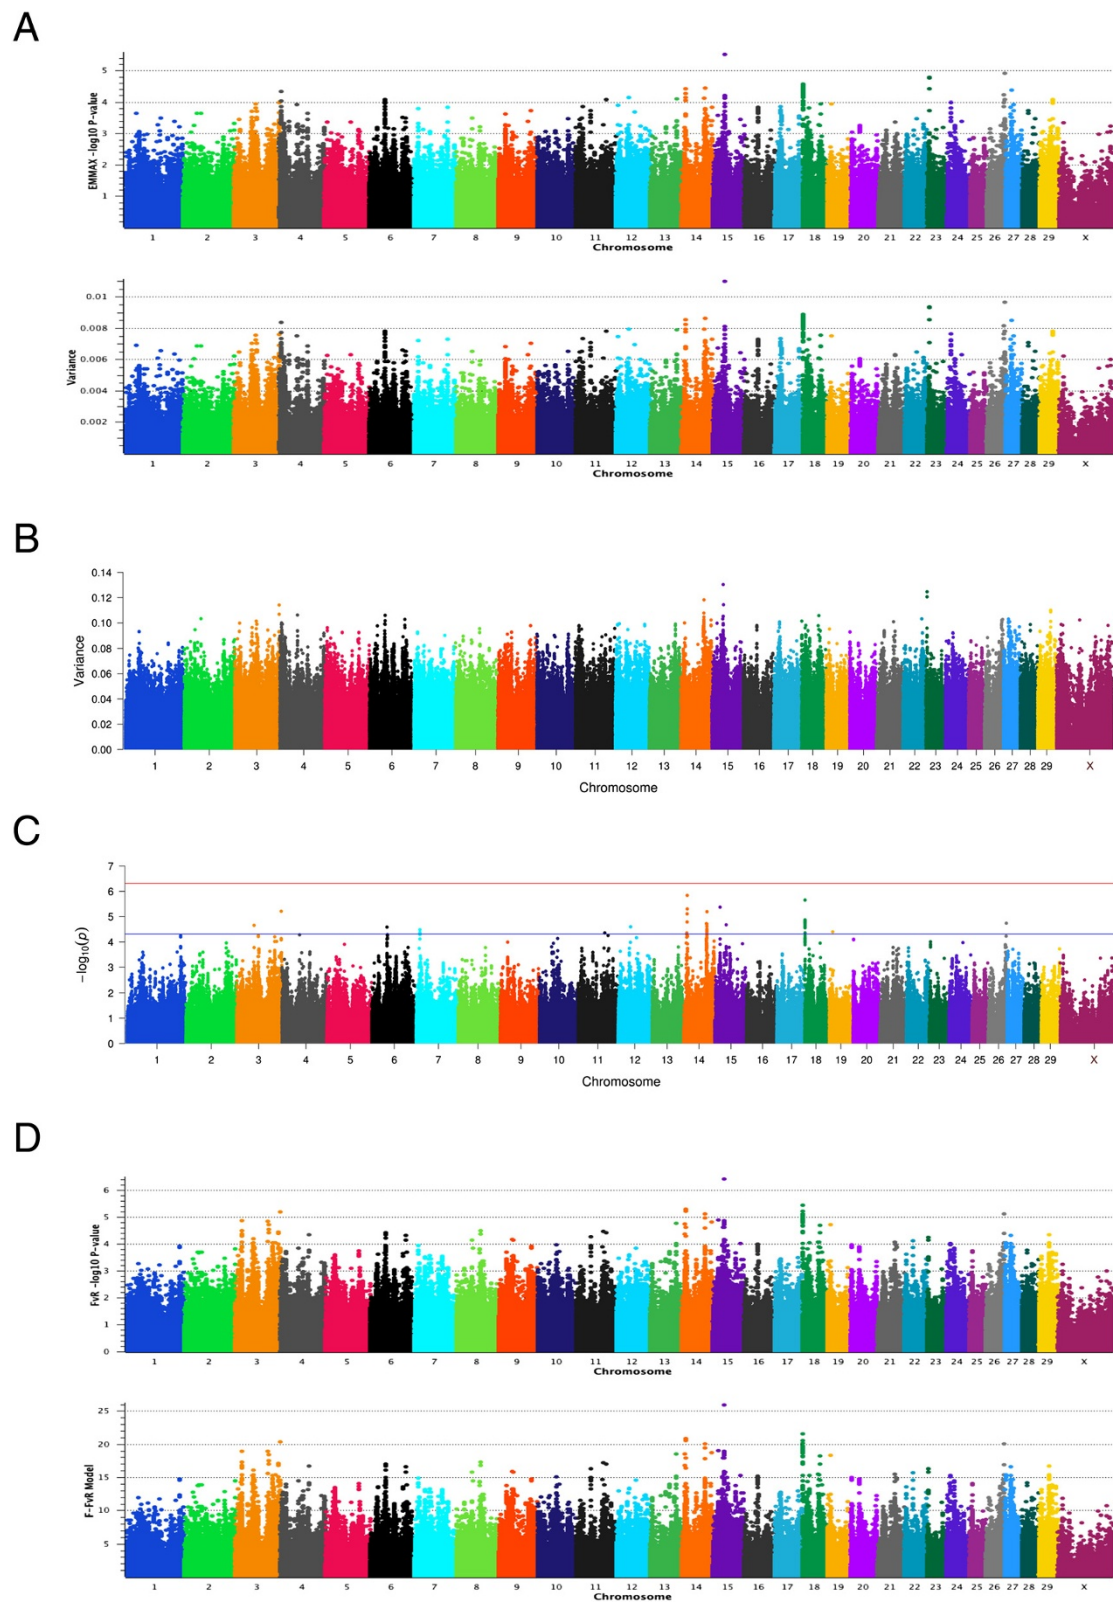 A
EMMAX -log10 P-value
5
4
3
2
1
1 2 3 4 5 6 7 8 9 10 11 12 13 14 15 16 17 18 19 20 21 22 23 24 25 26 27 28 29 X
Chromosome
Variance
0.01
0.008
0.006
0.004
0.002
1 2 3 4 5 6 7 8 9 10 11 12 13 14 15 16 17 18 19 20 21 22 23 24 25 26 27 28 29 X
Chromosome
B
Variance
0.14
0.12
0.10
0.08
0.06
0.04
0.02
0.00
1 2 3 4 5 6 7 8 9 10 11 12 13 14 15 16 17 18 19 20 21 22 23 24 25 26 27 28 29 X
Chromosome
C
−log10(p)
7
6
5
4
3
2
1
0
1 2 3 4 5 6 7 8 9 10 11 12 13 14 15 16 17 18 19 20 21 22 23 24 25 26 27 28 29 X
Chromosome
D
FvR -log10 P-value
6
5
4
3
2
1
0
1 2 3 4 5 6 7 8 9 10 11 12 13 14 15 16 17 18 19 20 21 22 23 24 25 26 27 28 29 X
Chromosome
F-FvR Model
25
20
15
10
5
1 2 3 4 5 6 7 8 9 10 11 12 13 14 15 16 17 18 19 20 21 22 23 24 25 26 27 28 29 X
Chromosome